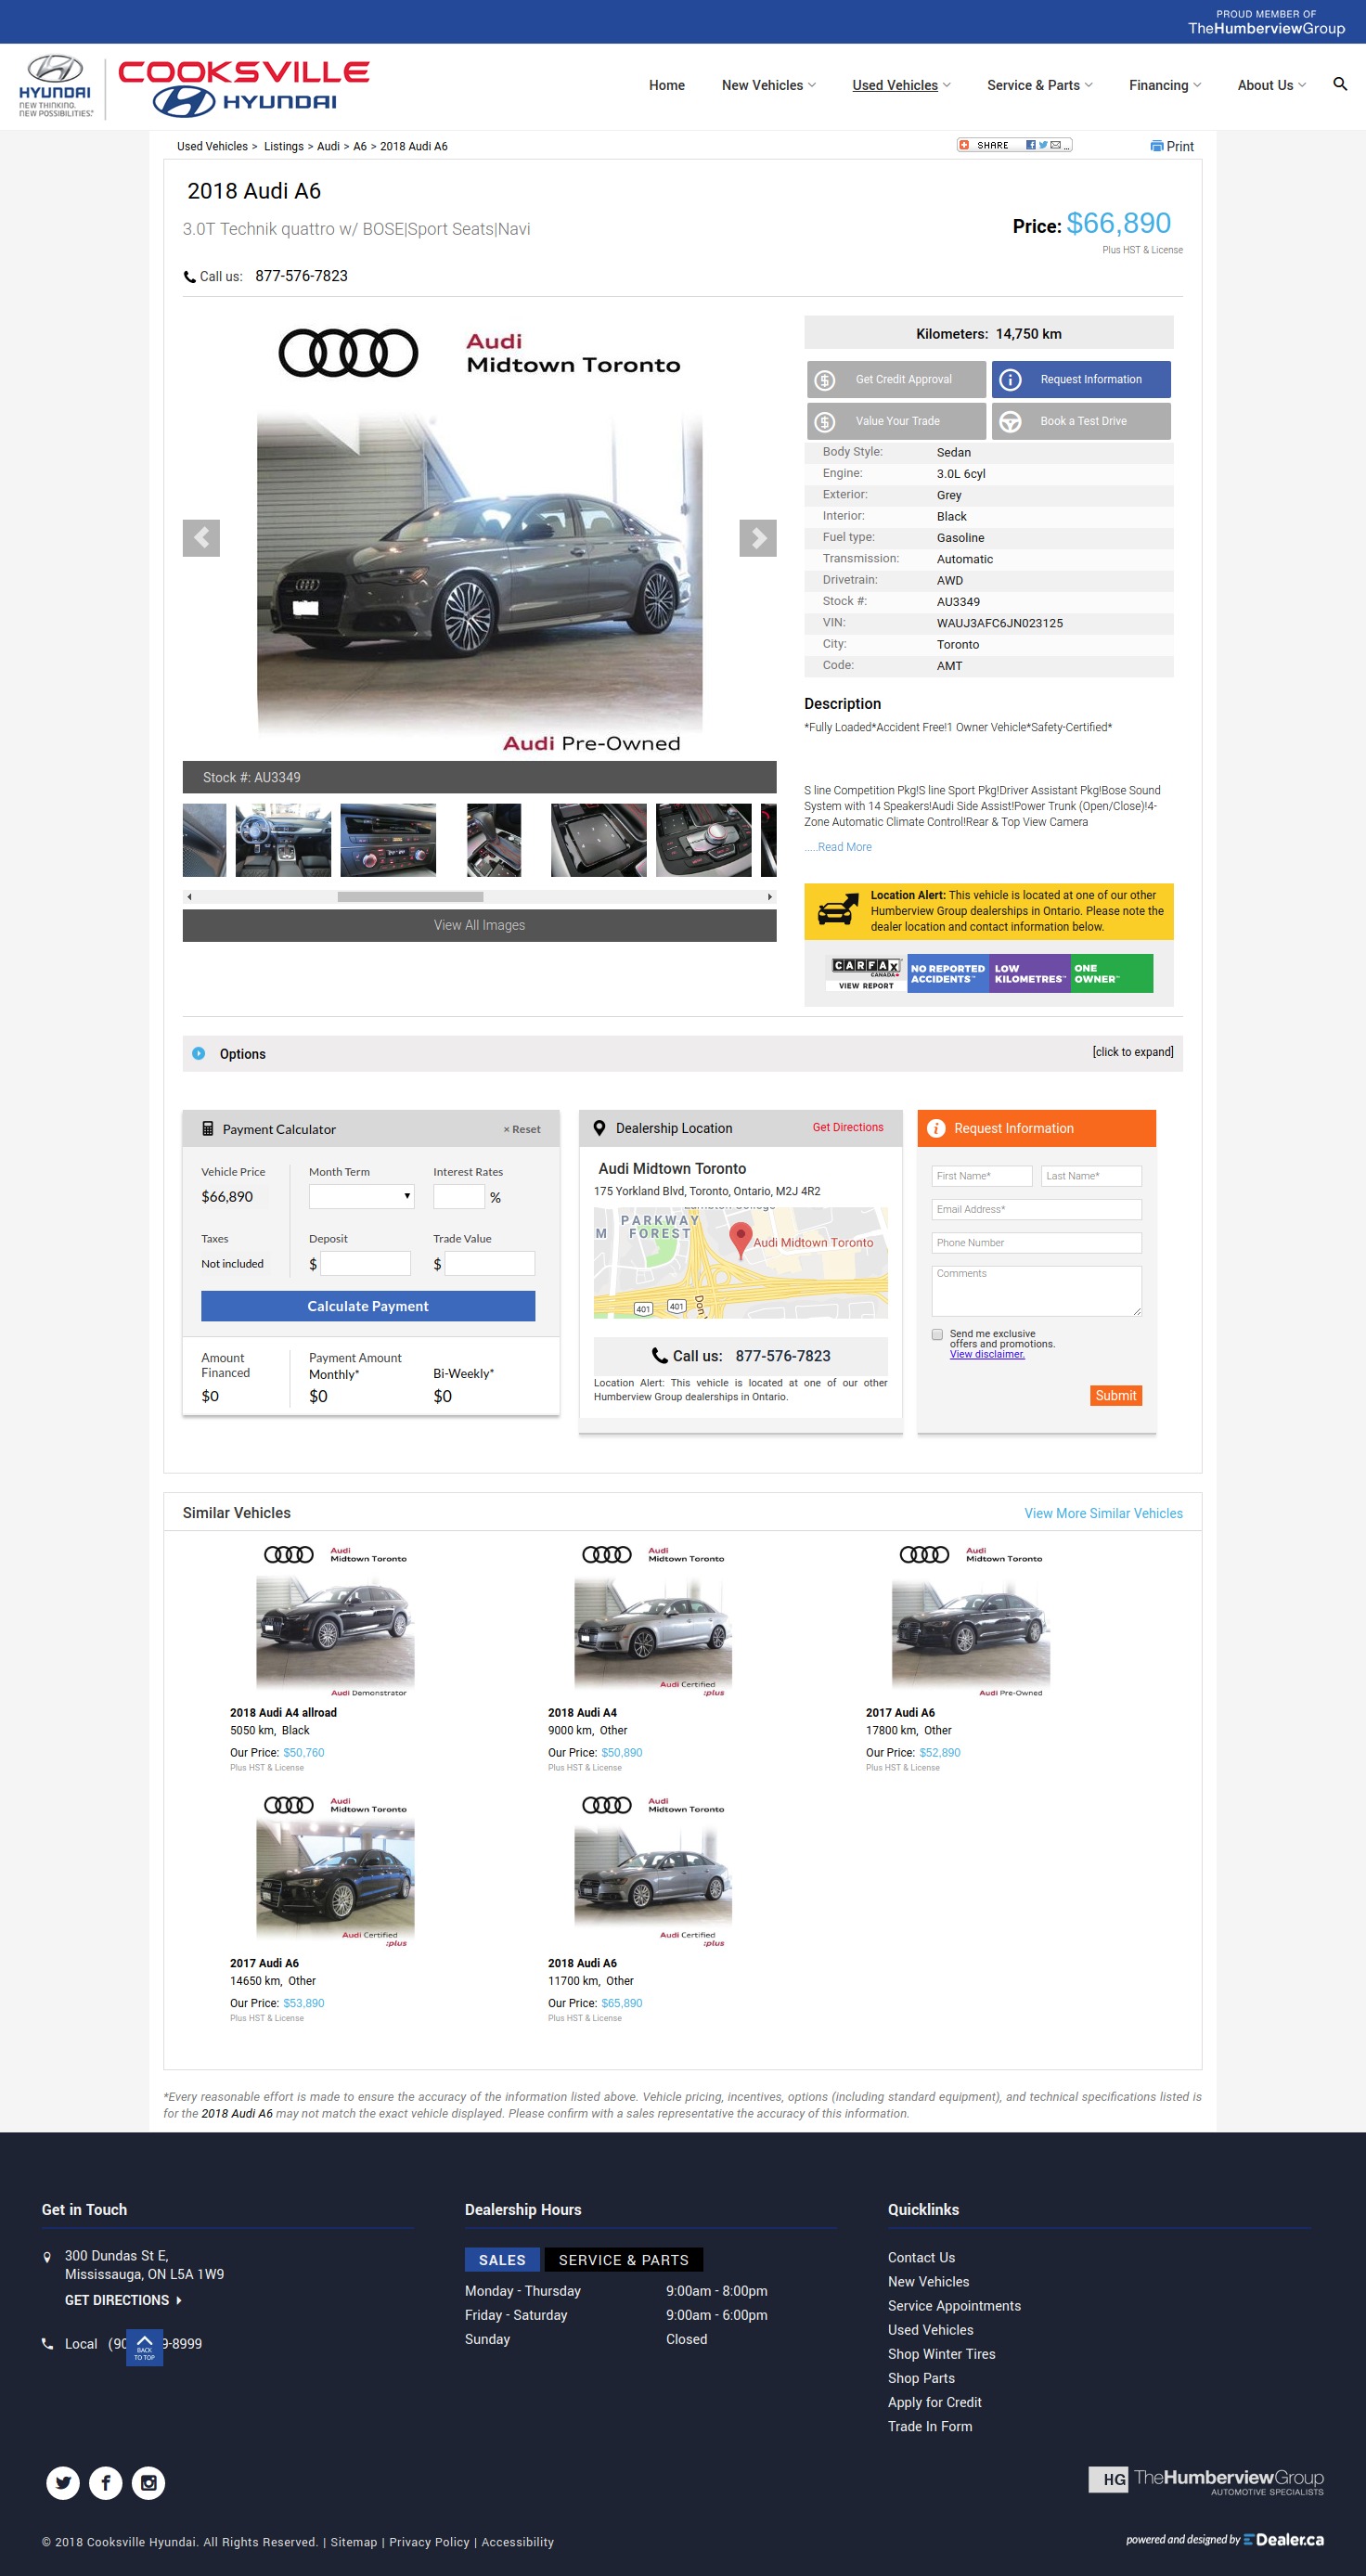 PROUD MEMBER OF
TheHumberviewGroup
HYUNDAI
NEW THINKING.
NEW POSSIBILITIES.
COOKSVILLE
HYUNDAI
Home
New Vehicles
Used Vehicles
Service & Parts
Financing
About Us
Used Vehicles > Listings > Audi > A6 > 2018 Audi A6
SHARE
Print
2018 Audi A6
3.0T Technik quattro w/ BOSE|Sport Seats|Navi
Price: $66,890
Plus HST & License
Call us: 877-576-7823
Audi
Midtown Toronto
Audi Pre-Owned
Stock #: AU3349
View All Images
Kilometers: 14,750 km
Get Credit Approval
Request Information
Value Your Trade
Book a Test Drive
Body Style: Sedan
Engine: 3.0L 6cyl
Exterior: Grey
Interior: Black
Fuel type: Gasoline
Transmission: Automatic
Drivetrain: AWD
Stock #: AU3349
VIN: WAUJ3AFC6JN023125
City: Toronto
Code: AMT
Description
*Fully Loaded*Accident Free!1 Owner Vehicle*Safety-Certified*
S line Competition Pkg!S line Sport Pkg!Driver Assistant Pkg!Bose Sound
System with 14 Speakers!Audi Side Assist!Power Trunk (Open/Close)!4-
Zone Automatic Climate Control!Rear & Top View Camera
.....Read More
Location Alert: This vehicle is located at one of our other
Humberview Group dealerships in Ontario. Please note the
dealer location and contact information below.
CARFAX
CANADA
VIEW REPORT
NO REPORTED
ACCIDENTS™
LOW
KILOMETRES™
ONE
OWNER™
Options
[click to expand]
Payment Calculator
× Reset
Vehicle Price
Month Term
Interest Rates
$66,890
%
Taxes
Deposit
Trade Value
Not included
$
$
Calculate Payment
Amount
Financed
Payment Amount
Monthly*
Bi-Weekly*
$0
$0
$0
Dealership Location
Get Directions
Audi Midtown Toronto
175 Yorkland Blvd, Toronto, Ontario, M2J 4R2
Lambton College
PARKWAY
M FOREST
Audi Midtown Toronto
401
401
Don
Call us: 877-576-7823
Location Alert: This vehicle is located at one of our other
Humberview Group dealerships in Ontario.
Request Information
First Name*
Last Name*
Email Address*
Phone Number
Comments
Send me exclusive
offers and promotions.
View disclaimer.
Submit
Similar Vehicles
View More Similar Vehicles
Audi
Midtown Toronto
Audi Demonstrator
2018 Audi A4 allroad
5050 km, Black
Our Price: $50,760
Plus HST & License
Audi
Midtown Toronto
Audi Certified
:plus
2018 Audi A4
9000 km, Other
Our Price: $50,890
Plus HST & License
Audi
Midtown Toronto
Audi Pre-Owned
2017 Audi A6
17800 km, Other
Our Price: $52,890
Plus HST & License
Audi
Midtown Toronto
Audi Certified
:plus
2017 Audi A6
14650 km, Other
Our Price: $53,890
Plus HST & License
Audi
Midtown Toronto
Audi Certified
:plus
2018 Audi A6
11700 km, Other
Our Price: $65,890
Plus HST & License
*Every reasonable effort is made to ensure the accuracy of the information listed above. Vehicle pricing, incentives, options (including standard equipment), and technical specifications listed is
for the 2018 Audi A6 may not match the exact vehicle displayed. Please confirm with a sales representative the accuracy of this information.
Get in Touch
300 Dundas St E,
Mississauga, ON L5A 1W9
GET DIRECTIONS
Local (90 9-8999
BACK
TO TOP
Dealership Hours
SALES
SERVICE & PARTS
Monday - Thursday 9:00am - 8:00pm
Friday - Saturday 9:00am - 6:00pm
Sunday Closed
Quicklinks
Contact Us
New Vehicles
Service Appointments
Used Vehicles
Shop Winter Tires
Shop Parts
Apply for Credit
Trade In Form
HG TheHumberviewGroup
AUTOMOTIVE SPECIALISTS
© 2018 Cooksville Hyundai. All Rights Reserved. | Sitemap | Privacy Policy | Accessibility
powered and designed by EDealer.ca